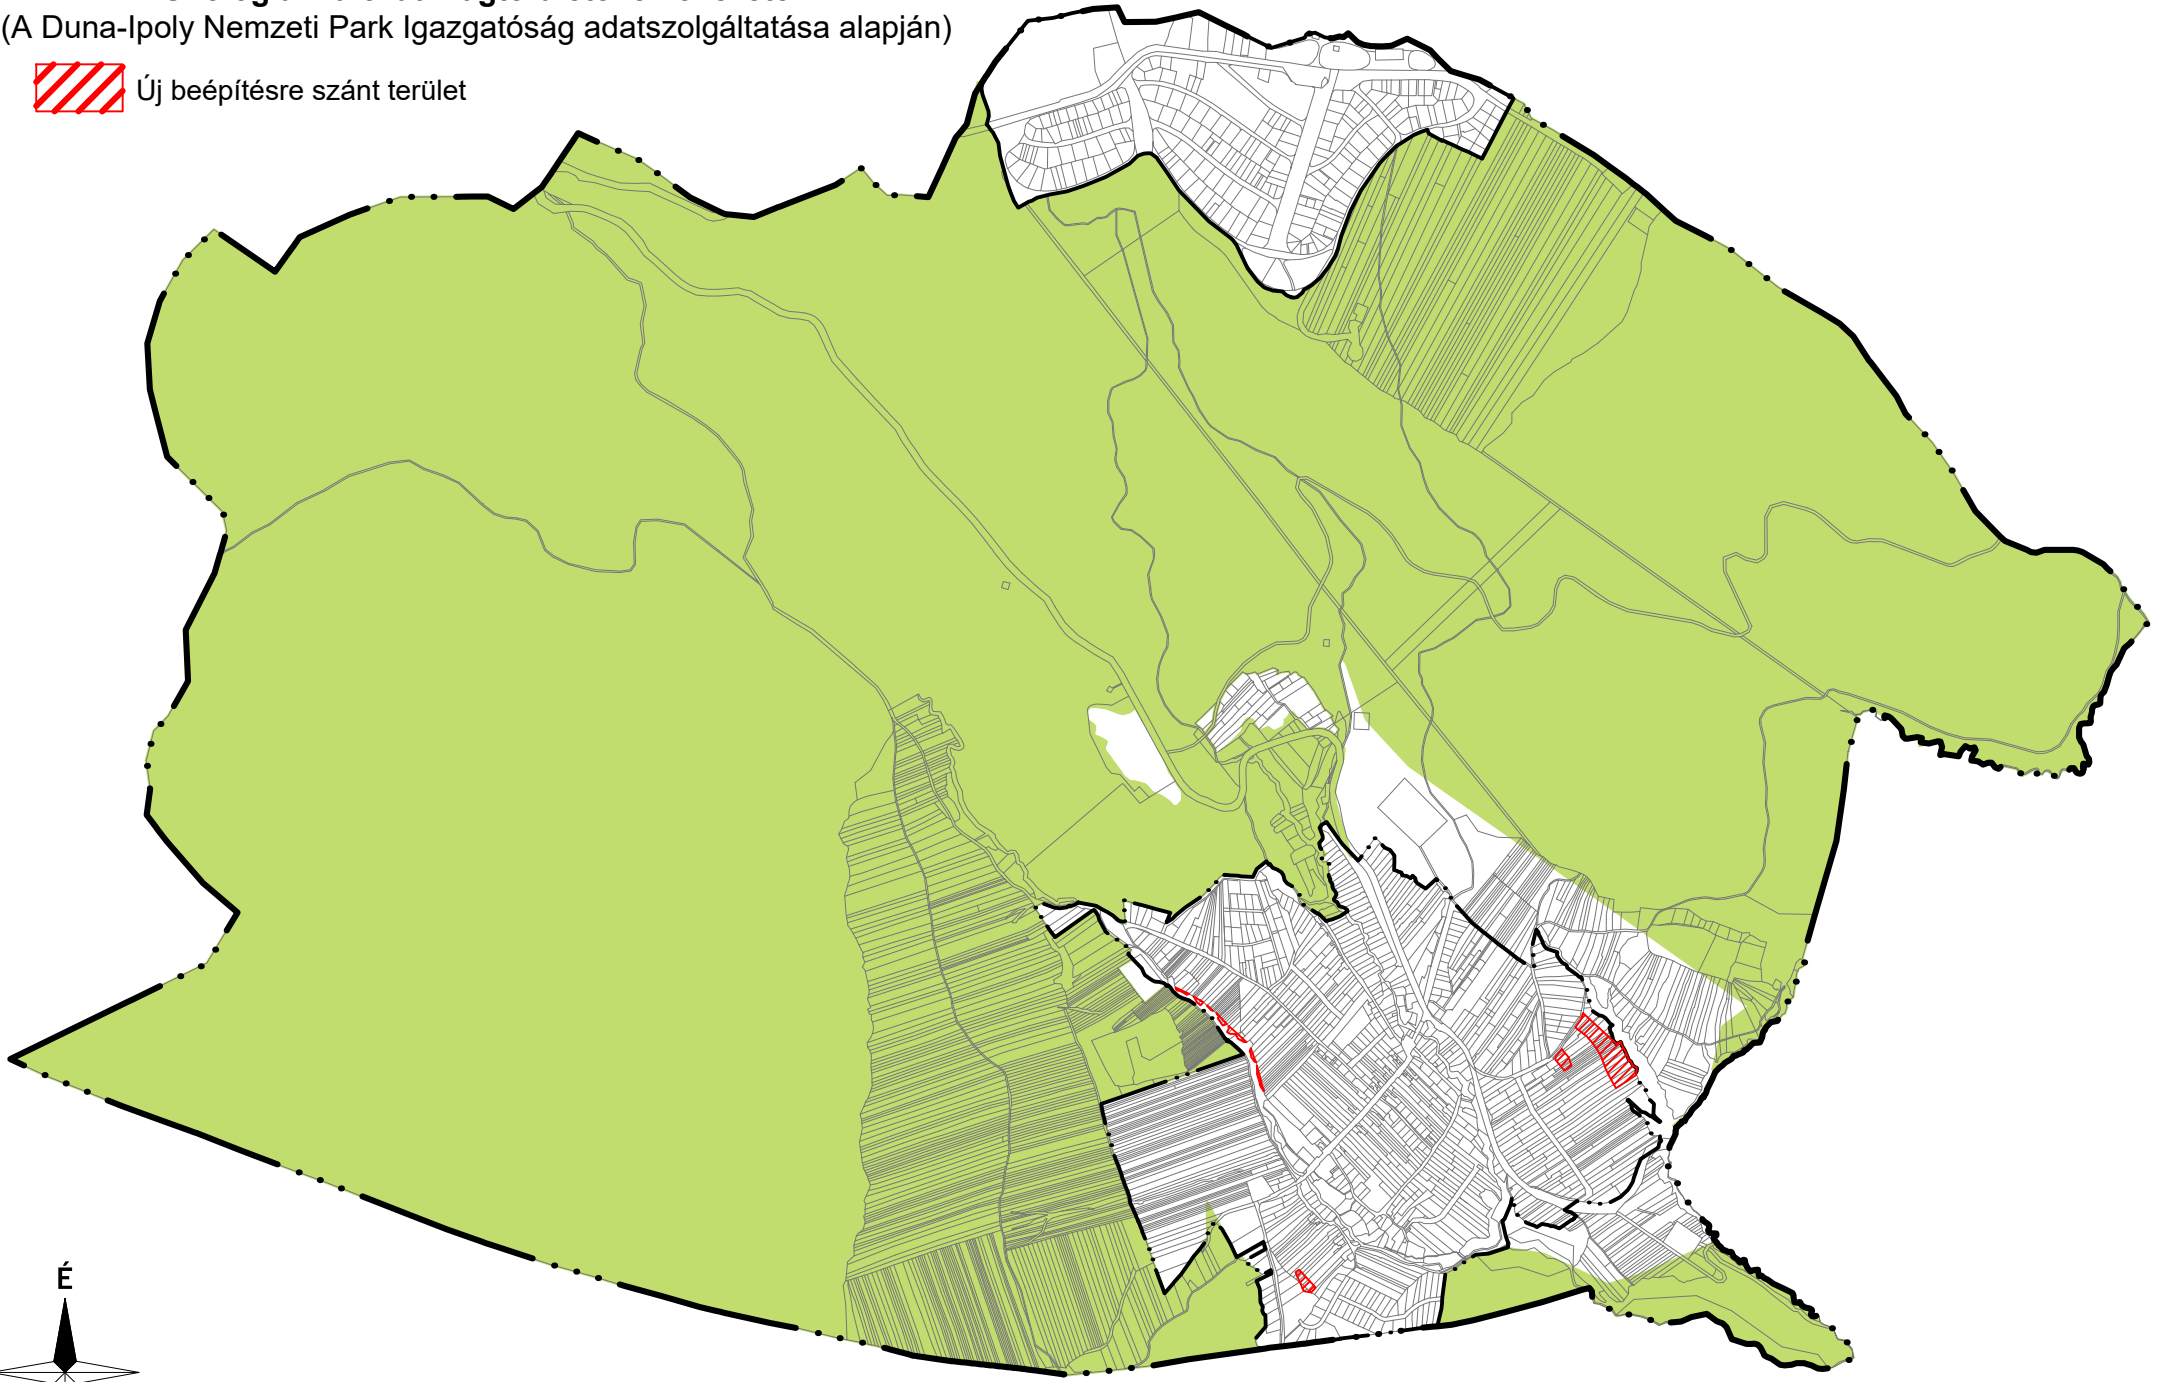 (A Duna-Ipoly Nemzeti Park Igazgatóság adatszolgáltatása alapján)
Új beépítésre szánt terület
É